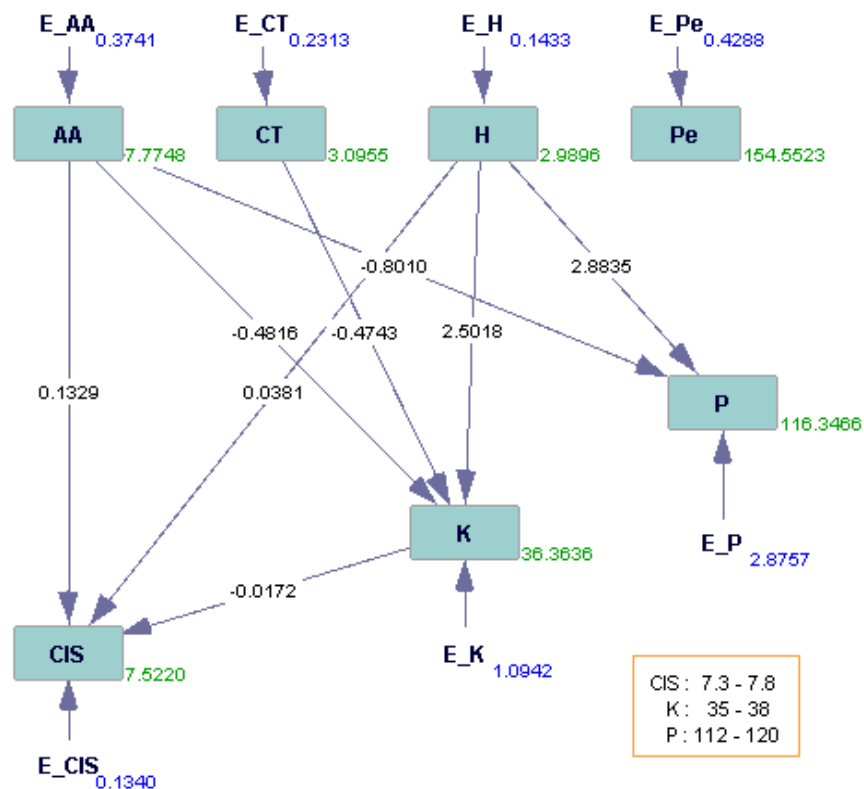 E_AA
0.3741
E_CT
0.2313
E_H
0.1433
E_Pe
0.4288
AA
7.7748
CT
3.0955
H
2.9896
Pe
154.5523
-0.8010
2.8835
-0.4816
-0.4743
2.5018
0.1329
0.0381
P
116.3466
K
36.3636
E_P
2.8757
-0.0172
CIS
7.5220
E_K
1.0942
CIS : 7.3 - 7.8
K : 35 - 38
P : 112 - 120
E_CIS
0.1340